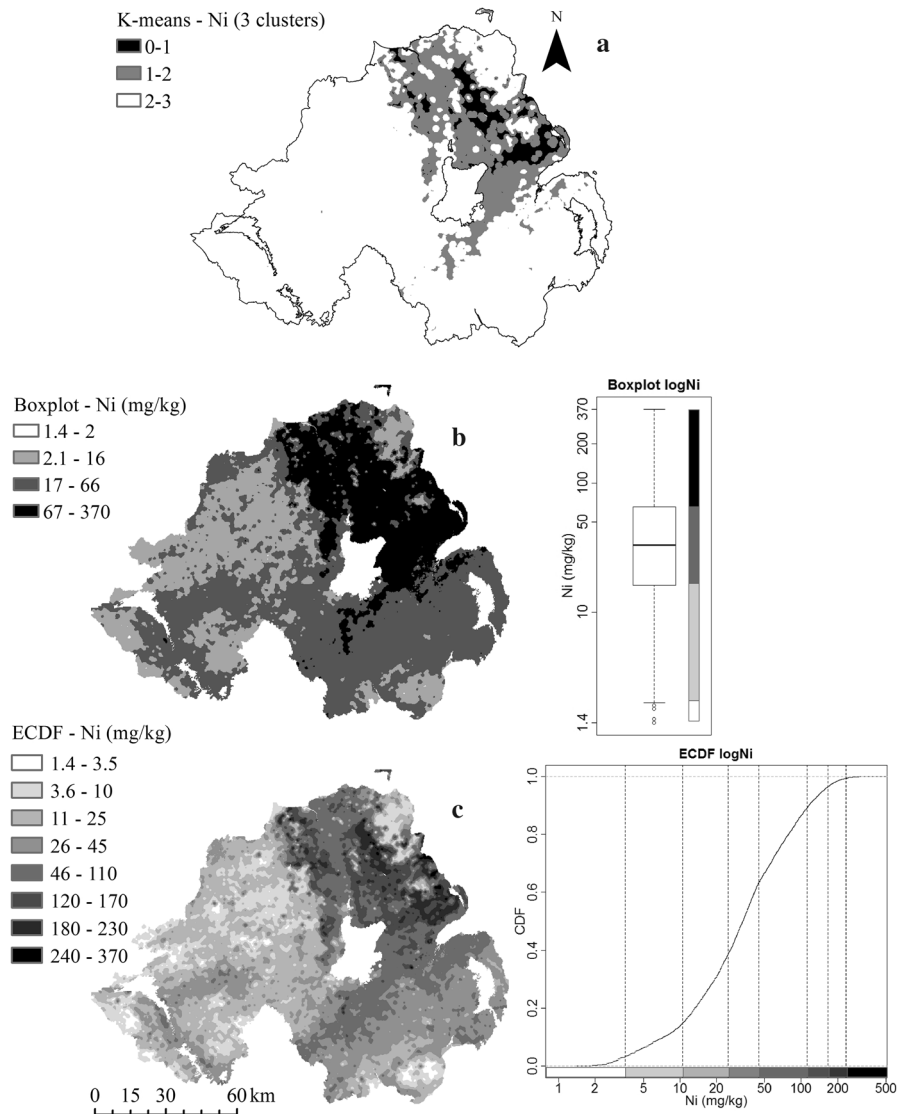 K-means - Ni (3 clusters)
0-1
1-2
2-3
N
a
Boxplot - Ni (mg/kg)
1.4 - 2
2.1 - 16
17 - 66
67 - 370
b
Boxplot logNi
Ni (mg/kg)
370
200
100
50
10
1.4
ECDF - Ni (mg/kg)
1.4 - 3.5
3.6 - 10
11 - 25
26 - 45
46 - 110
120 - 170
180 - 230
240 - 370
c
0 15 30 60 km
ECDF logNi
CDF
1.0
0.8
0.6
0.4
0.2
0.0
1 2 5 10 20 50 100 200 500
Ni (mg/kg)